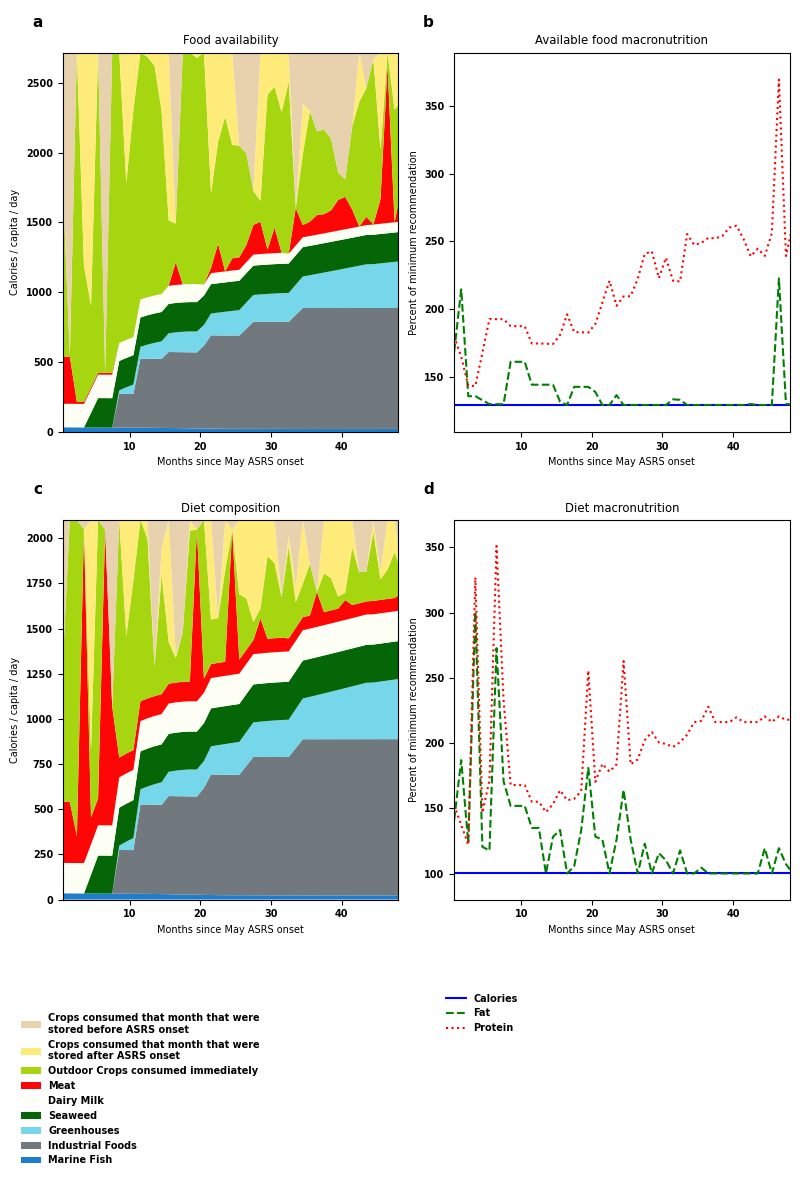 a
Food availability
Calories / capita / day
2500
2000
1500
1000
500
0
10
20
30
40
Months since May ASRS onset
b
Available food macronutrition
Percent of minimum recommendation
350
300
250
200
150
10
20
30
40
Months since May ASRS onset
c
Diet composition
Calories / capita / day
2000
1750
1500
1250
1000
750
500
250
0
10
20
30
40
Months since May ASRS onset
d
Diet macronutrition
Percent of minimum recommendation
350
300
250
200
150
100
10
20
30
40
Months since May ASRS onset
Crops consumed that month that were
stored before ASRS onset
Crops consumed that month that were
stored after ASRS onset
Outdoor Crops consumed immediately
Meat
Dairy Milk
Seaweed
Greenhouses
Industrial Foods
Marine Fish
Calories
Fat
Protein